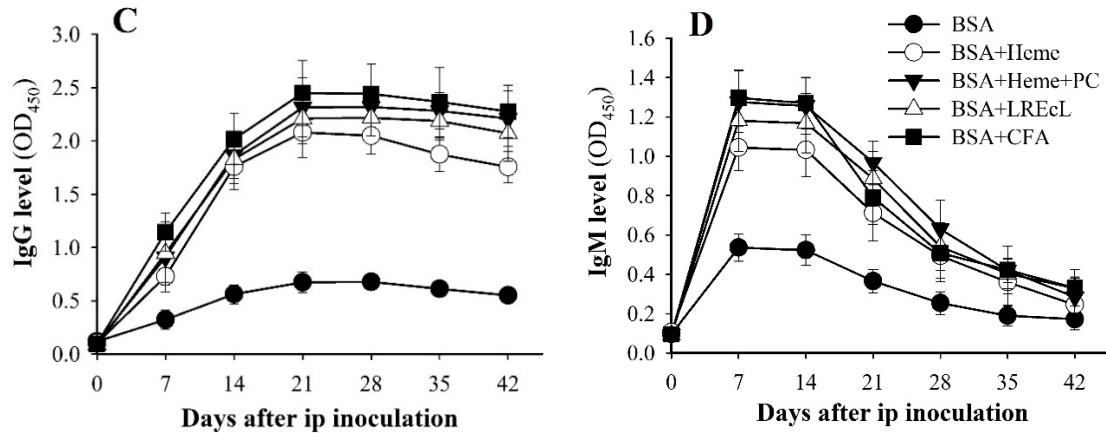 C
IgG level (OD450)
3.0
2.5
2.0
1.5
1.0
0.5
0.0
0 7 14 21 28 35 42
Days after ip inoculation
D
IgM level (OD450)
1.6
1.4
1.2
1.0
0.8
0.6
0.4
0.2
0.0
0 7 14 21 28 35 42
Days after ip inoculation
BSA
BSA+Heme
BSA+Heme+PC
BSA+LREcL
BSA+CFA